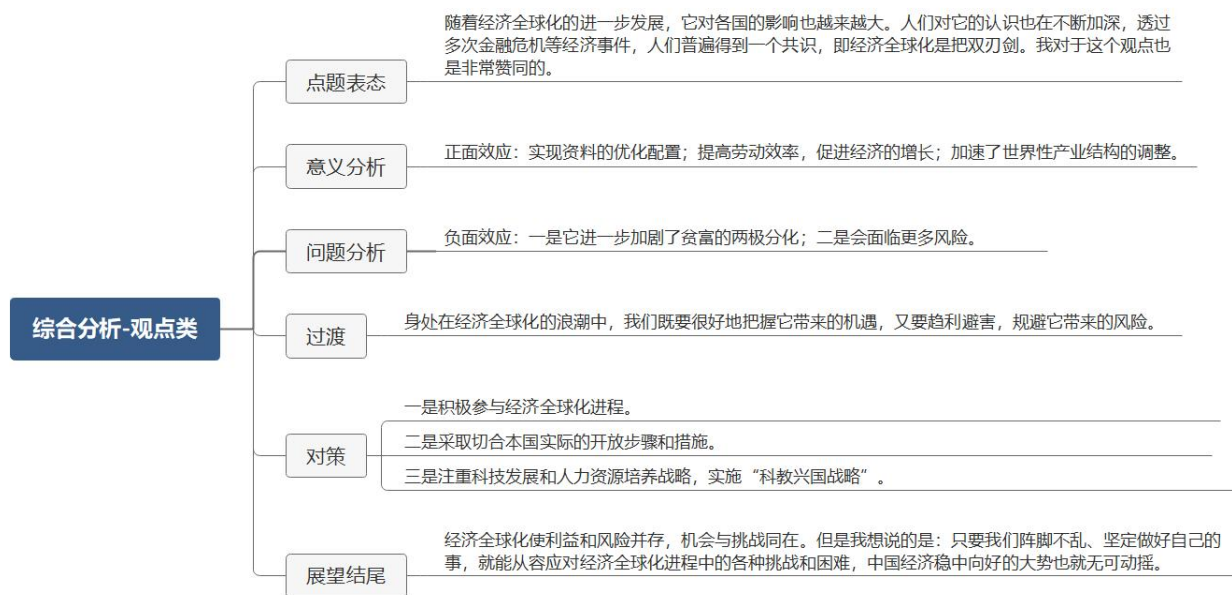 综合分析-观点类
点题表态
随着经济全球化的进一步发展，它对各国的影响也越来越大。人们对它的认识也在不断加深，透过
多次金融危机等经济事件，人们普遍得到一个共识，即经济全球化是把双刃剑。我对于这个观点也
是非常赞同的。
意义分析
正面效应：实现资料的优化配置；提高劳动效率，促进经济的增长；加速了世界性产业结构的调整。
问题分析
负面效应：一是它进一步加剧了贫富的两极分化；二是会面临更多风险。
过渡
身处在经济全球化的浪潮中，我们既要很好地把握它带来的机遇，又要趋利避害，规避它带来的风险。
对策
一是积极参与经济全球化进程。
二是采取切合本国实际的开放步骤和措施。
三是注重科技发展和人力资源培养战略，实施“科教兴国战略”。
展望结尾
经济全球化使利益和风险并存，机会与挑战同在。但是我想说的是：只要我们阵脚不乱、坚定做好自己的
事，就能从容应对经济全球化进程中的各种挑战和困难，中国经济稳中向好的大势也就无可动摇。